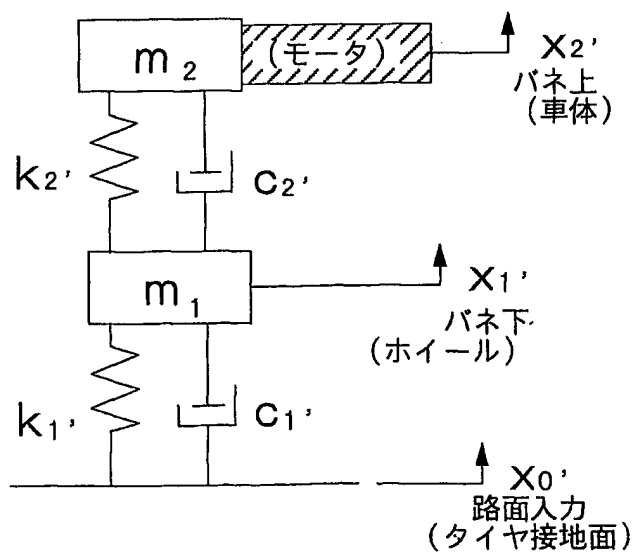 m₂ (モータ) x₂'
バネ上
(車体)
k₂' c₂'
m₁ x₁'
バネ下
(ホイール)
k₁' c₁'
x₀'
路面入力
(タイヤ接地面)